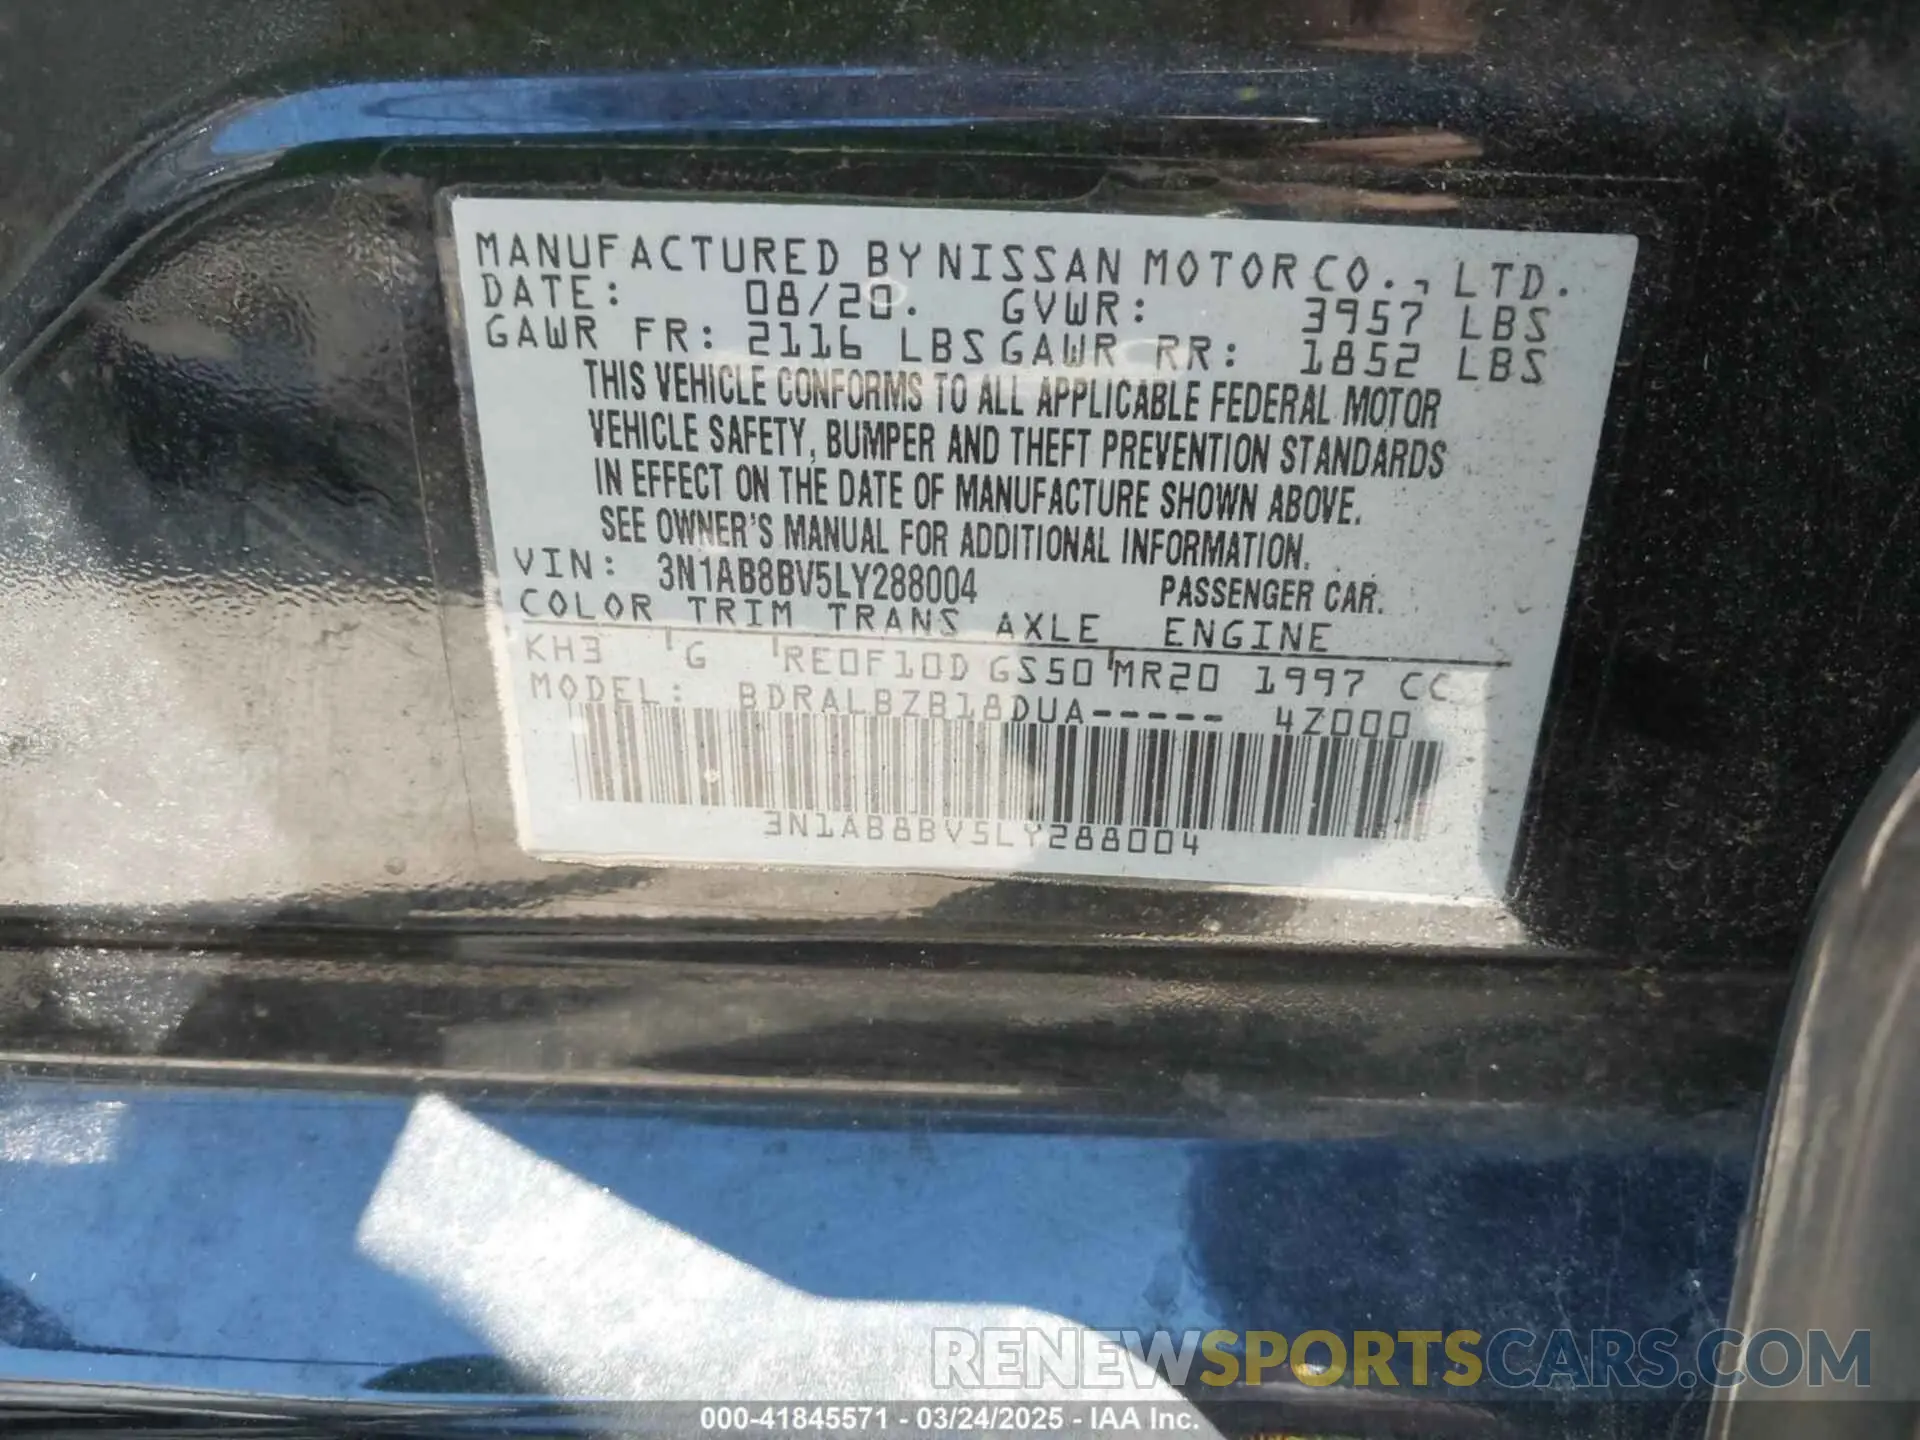 MANUFACTURED BY NISSAN MOTOR CO., LTD.
DATE: 08/20. GVWR: 3957 LBS
GAWR FR: 2116 LBS GAWR RR: 1852 LBS
THIS VEHICLE CONFORMS TO ALL APPLICABLE FEDERAL MOTOR
VEHICLE SAFETY, BUMPER AND THEFT PREVENTION STANDARDS
IN EFFECT ON THE DATE OF MANUFACTURE SHOWN ABOVE.
SEE OWNER'S MANUAL FOR ADDITIONAL INFORMATION.
VIN: 3N1AB8BV5LY288004 PASSENGER CAR.
COLOR TRIM TRANS AXLE ENGINE
KH3 G RE0F10D GS50 MR20 1997 CC
MODEL: BDRALBZB18DUA----- 4Z000
3N1AB8BV5LY288004
RENEWSPORTSCARS.COM
000-41845571 - 03/24/2025 - IAA Inc.